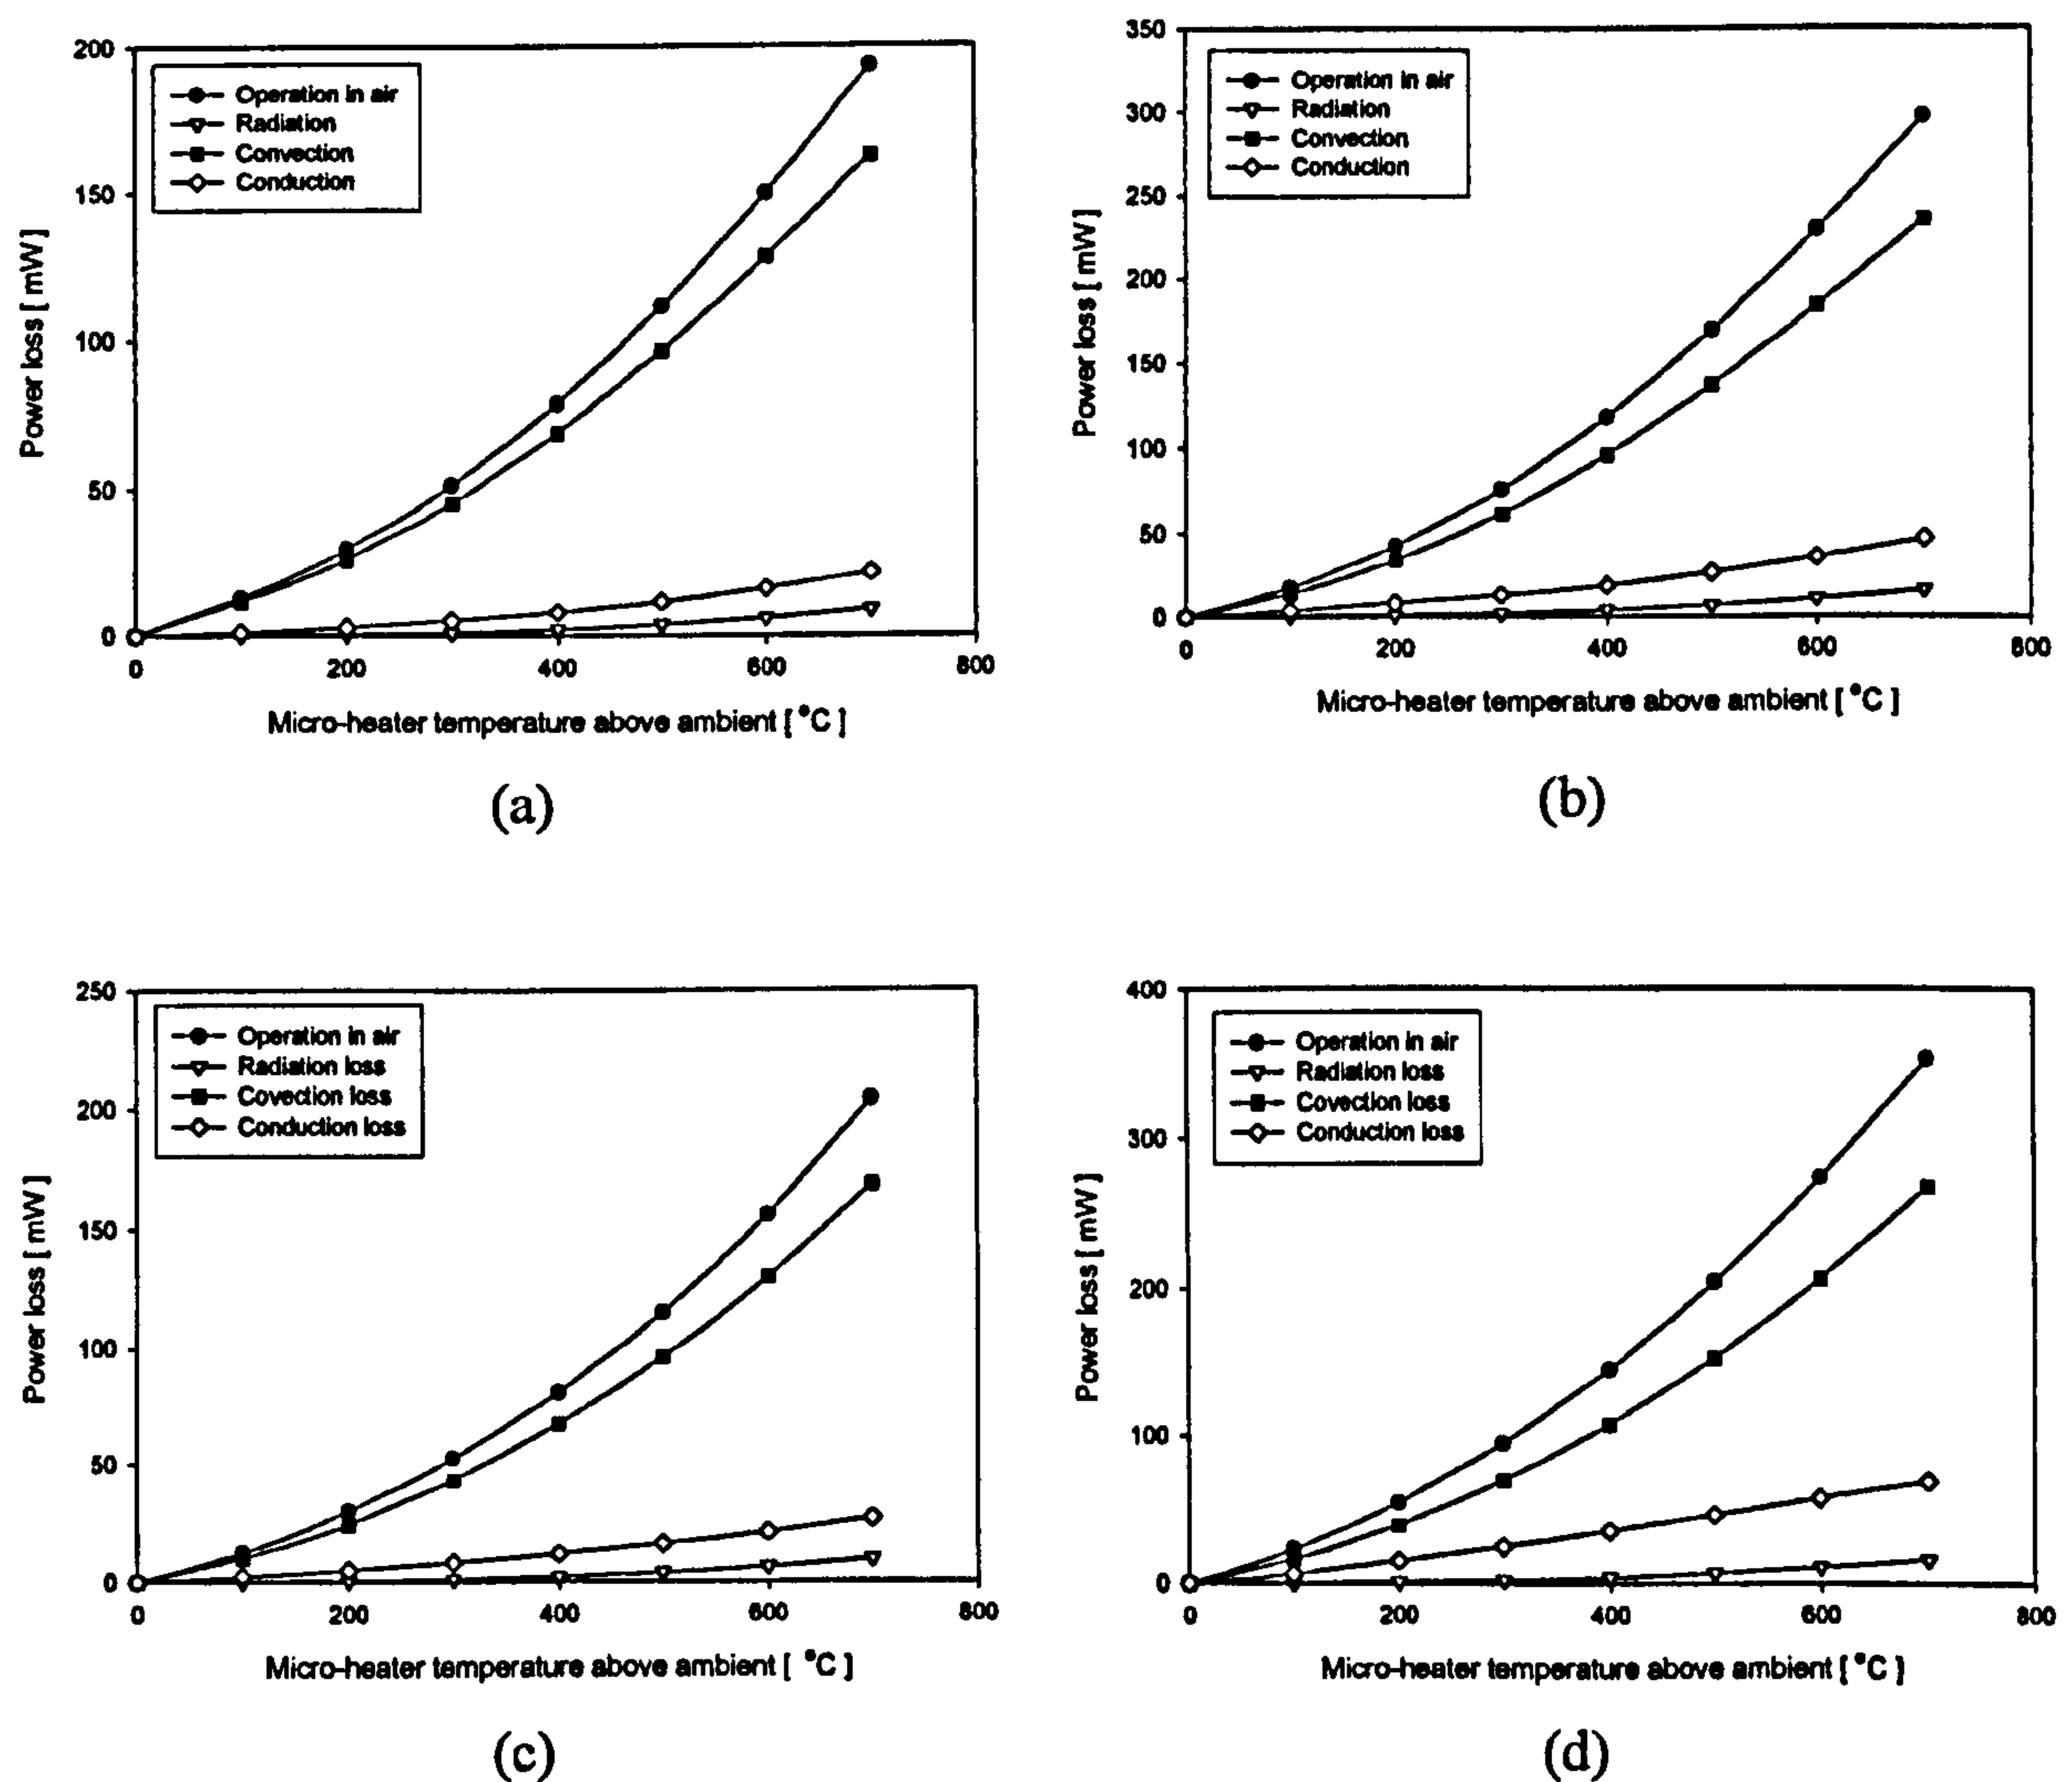 200
150
100
50
0
Operation in air
Radiation
Convection
Conduction
Power loss [ mW]
0 200 400 600 800
Micro-heater temperature above ambient [ °C ]
(a)
350
300
250
200
150
100
50
0
Operation in air
Radiation
Convection
Conduction
Power loss [ mW]
0 200 400 600 800
Micro-heater temperature above ambient [ °C ]
(b)
250
200
150
100
50
0
Operation in air
Radiation loss
Covection loss
Conduction loss
Power loss [ mW]
0 200 400 600 800
Micro-heater temperature above ambient [ °C ]
(c)
400
300
200
100
0
Operation in air
Radiation loss
Covection loss
Conduction loss
Power loss [ mW]
0 200 400 600 800
Micro-heater temperature above ambient [ °C ]
(d)